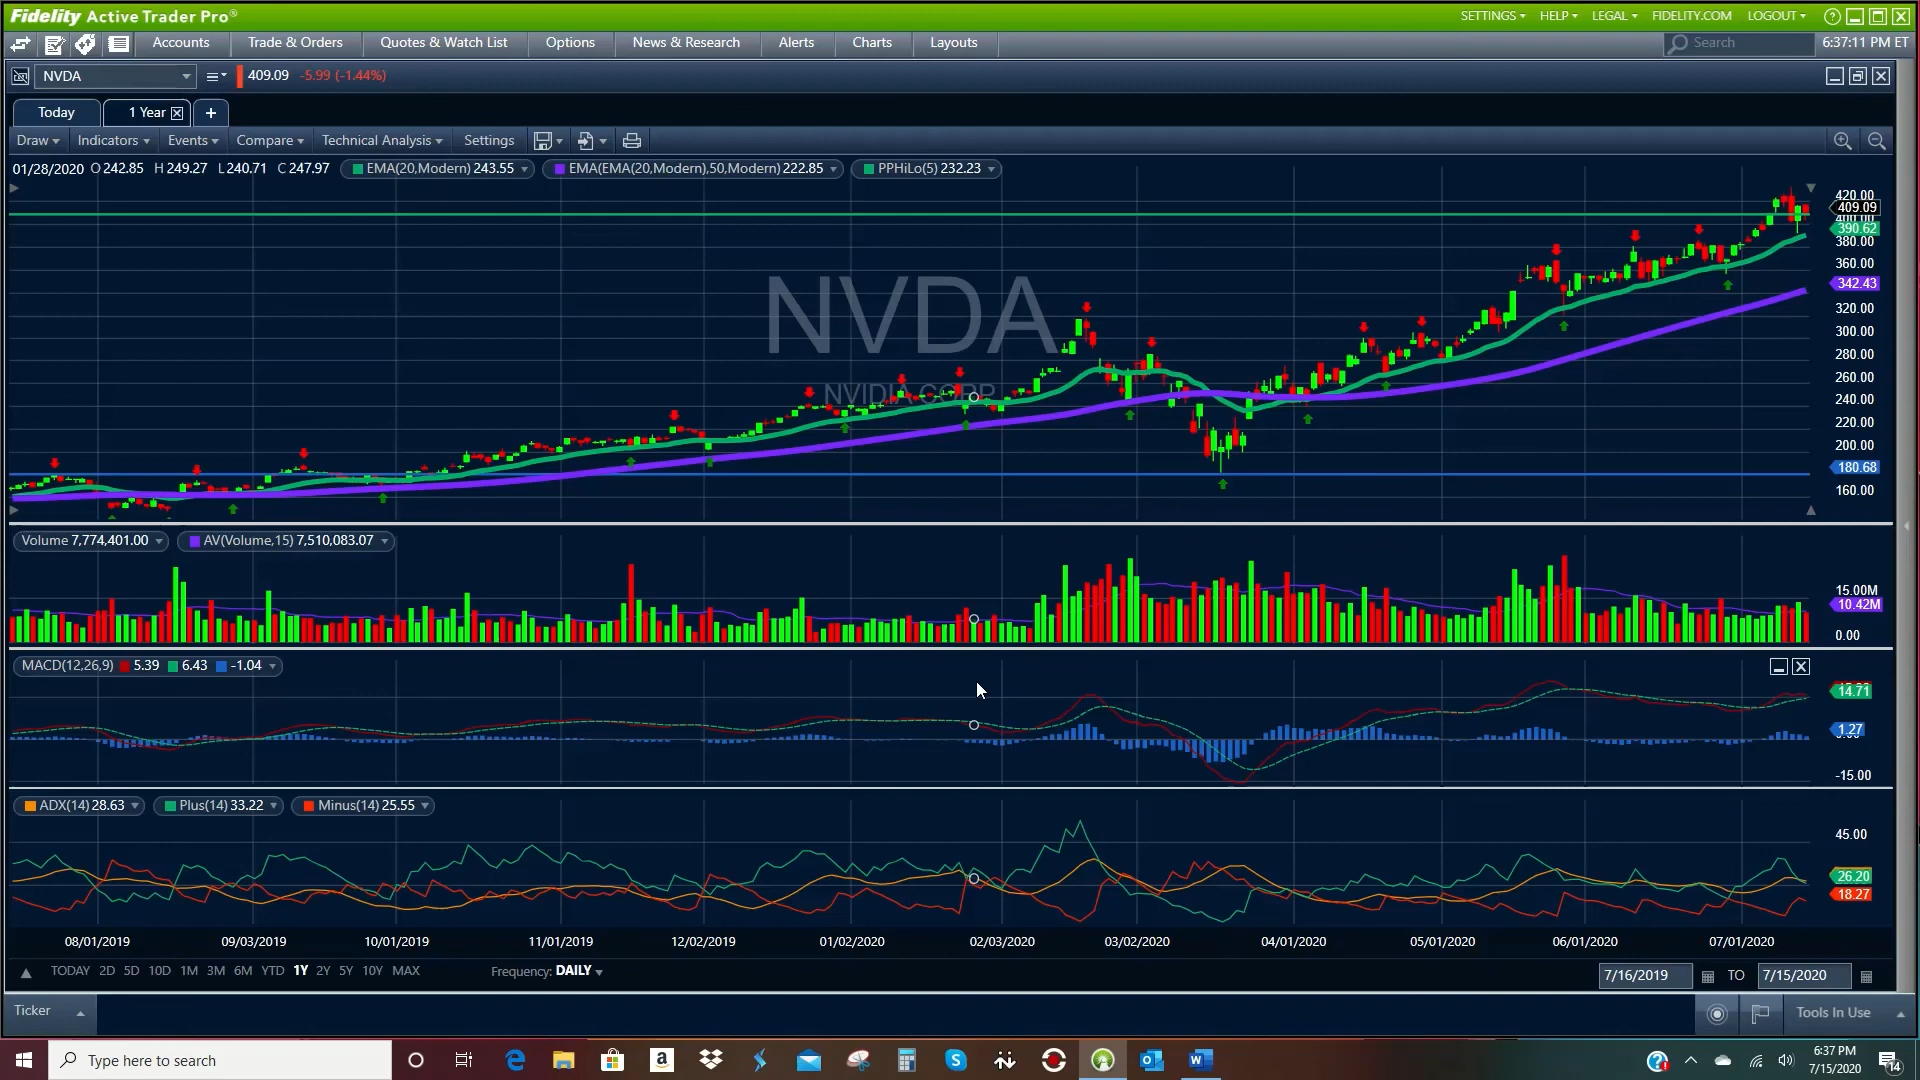 Fidelity Active Trader Pro® SETTINGS HELP LEGAL FIDELITY.COM LOGOUT ?
Accounts Trade & Orders Quotes & Watch List Options News & Research Alerts Charts Layouts Search 6:37:11 PM ET
NVDA 409.09 -5.99 (-1.44%)
Today 1 Year +
Draw Indicators Events Compare Technical Analysis Settings
01/28/2020 O 242.85 H 249.27 L 240.71 C 247.97 EMA(20,Modern) 243.55 EMA(EMA(20,Modern),50,Modern) 222.85 PPHiLo(5) 232.23
420.00
409.09
400.00
390.62
380.00
360.00
342.43
320.00
300.00
280.00
260.00
240.00
220.00
200.00
180.68
160.00
NVDA
NVIDIA CORP
Volume 7,774,401.00 AV(Volume,15) 7,510,083.07
15.00M
10.42M
0.00
MACD(12,26,9) 5.39 6.43 -1.04
14.71
1.27
-15.00
ADX(14) 28.63 Plus(14) 33.22 Minus(14) 25.55
45.00
26.20
18.27
08/01/2019 09/03/2019 10/01/2019 11/01/2019 12/02/2019 01/02/2020 02/03/2020 03/02/2020 04/01/2020 05/01/2020 06/01/2020 07/01/2020
TODAY 2D 5D 10D 1M 3M 6M YTD 1Y 2Y 5Y 10Y MAX Frequency: DAILY 7/16/2019 TO 7/15/2020
Ticker Tools In Use
Type here to search 6:37 PM
7/15/2020 14